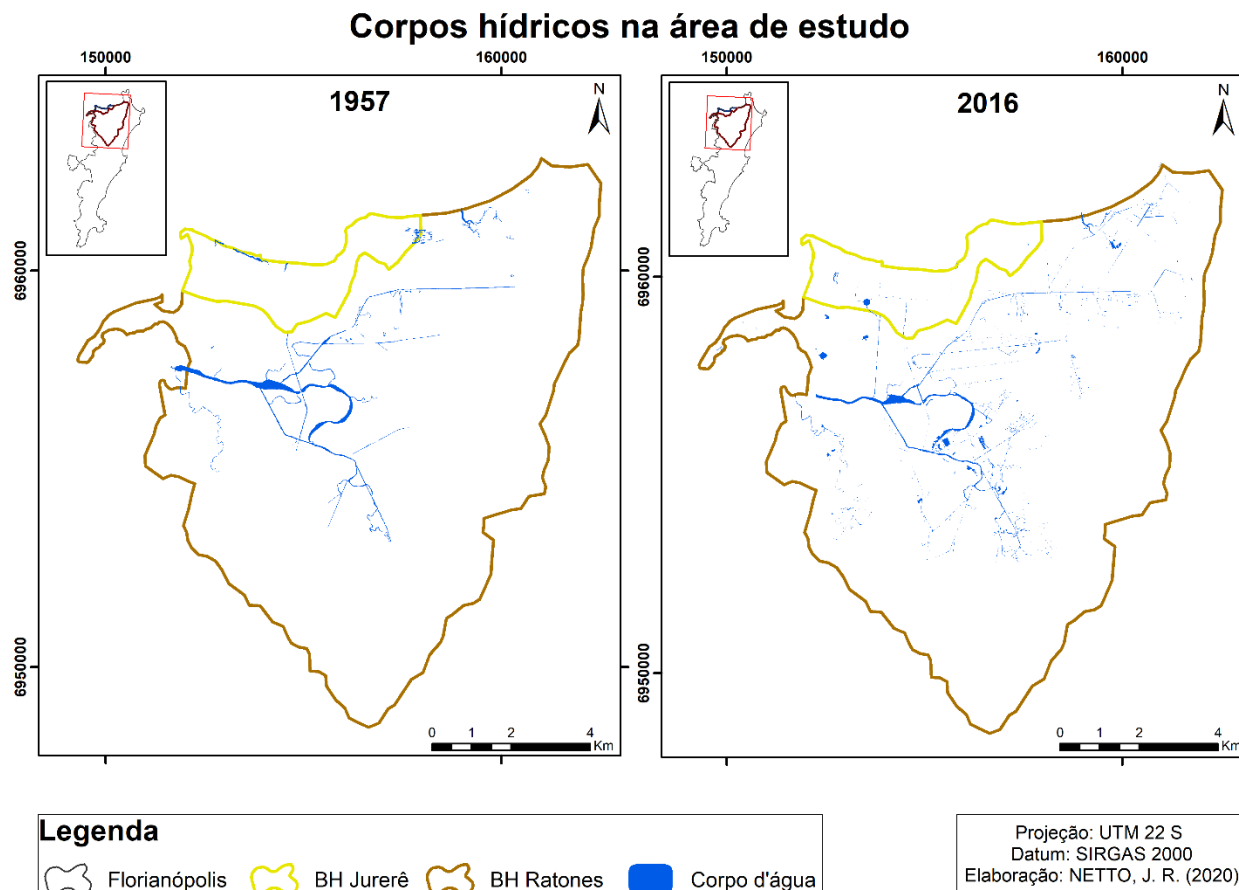 Corpos hídricos na área de estudo
150000
160000
150000
160000
1957
N
2016
N
6960000
6960000
6950000
6950000
0 1 2 4
Km
0 1 2 4
Km
Legenda
Florianópolis
BH Jurerê
BH Ratones
Corpo d'água
Projeção: UTM 22 S
Datum: SIRGAS 2000
Elaboração: NETTO, J. R. (2020)